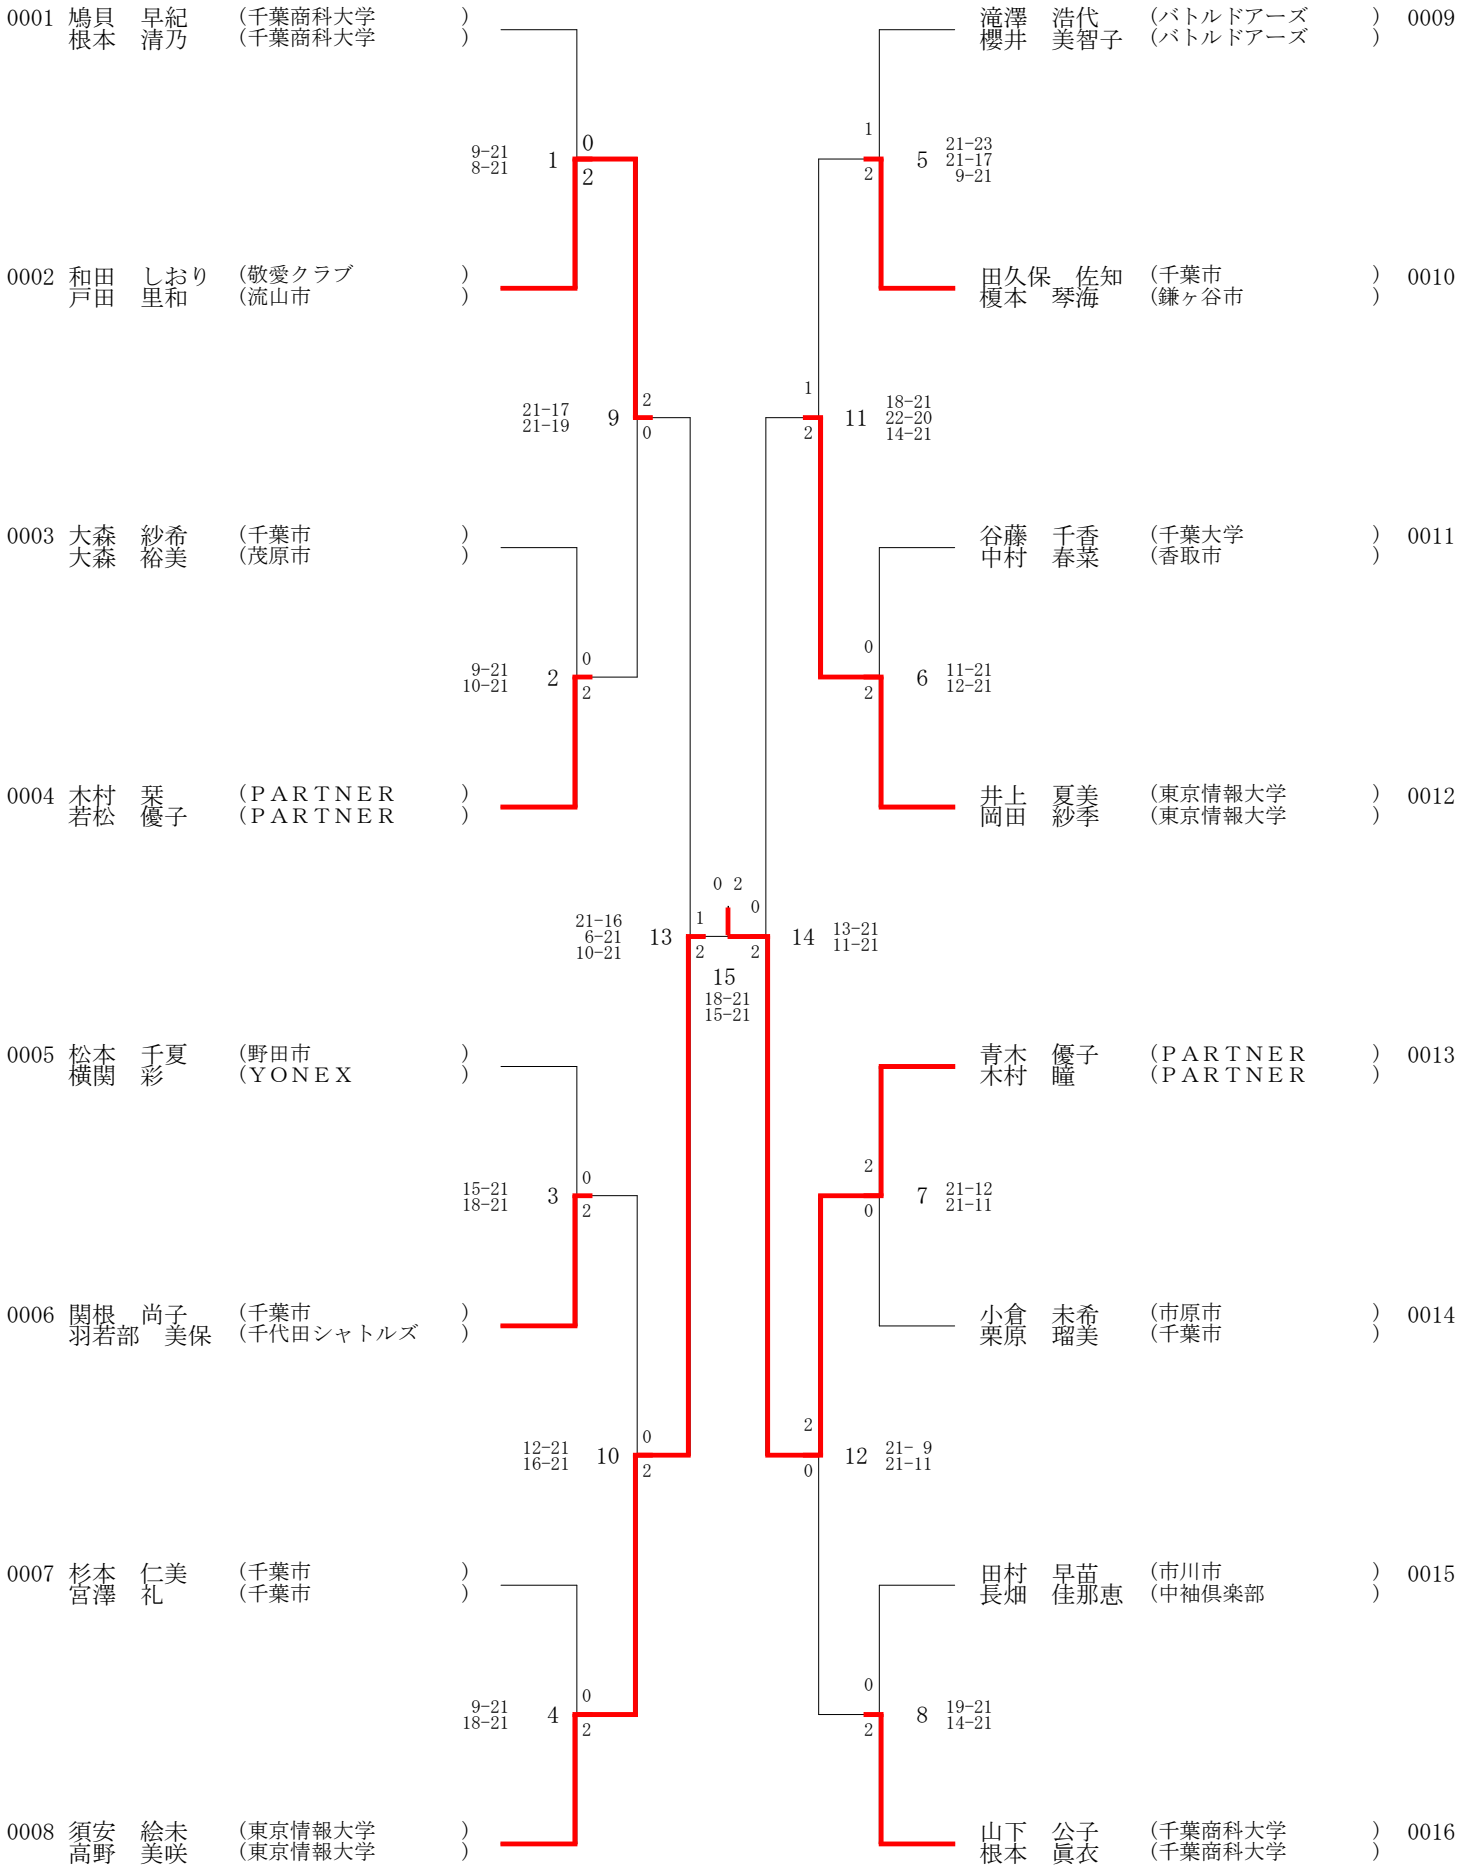 0001 鳩貝　早紀 (千葉商科大学 )
根本　清乃 (千葉商科大学 )
0
9-21
8-21
1
2
0002 和田　しおり (敬愛クラブ )
戸田　里和 (流山市 )
21-17
21-19
9
2
0
0003 大森　紗希 (千葉市 )
大森　裕美 (茂原市 )
9-21
10-21
2
0
2
0004 木村　栞 (ＰＡＲＴＮＥＲ )
若松　優子 (ＰＡＲＴＮＥＲ )
21-16
6-21
10-21
13
1
2
0005 松本　千夏 (野田市 )
横関　彩 (ＹＯＮＥＸ )
15-21
18-21
3
0
2
0006 関根　尚子 (千葉市 )
羽若部　美保 (千代田シャトルズ )
12-21
16-21
10
0
2
0007 杉本　仁美 (千葉市 )
宮澤　礼 (千葉市 )
9-21
18-21
4
0
2
0008 須安　絵未 (東京情報大学 )
高野　美咲 (東京情報大学 )
0 2
15
18-21
15-21
滝澤　浩代 (バトルドアーズ ) 0009
櫻井　美智子 (バトルドアーズ )
1
2
5
21-23
21-17
9-21
田久保　佐知 (千葉市 ) 0010
榎本　琴海 (鎌ヶ谷市 )
1
2
11
18-21
22-20
14-21
谷藤　千香 (千葉大学 ) 0011
中村　春菜 (香取市 )
0
2
6
11-21
12-21
井上　夏美 (東京情報大学 ) 0012
岡田　紗季 (東京情報大学 )
0
2
14
13-21
11-21
青木　優子 (ＰＡＲＴＮＥＲ ) 0013
木村　瞳 (ＰＡＲＴＮＥＲ )
2
0
7
21-12
21-11
小倉　未希 (市原市 ) 0014
栗原　瑠美 (千葉市 )
2
0
12
21- 9
21-11
田村　早苗 (市川市 ) 0015
長畑　佳那恵 (中袖倶楽部 )
0
2
8
19-21
14-21
山下　公子 (千葉商科大学 ) 0016
根本　眞衣 (千葉商科大学 )